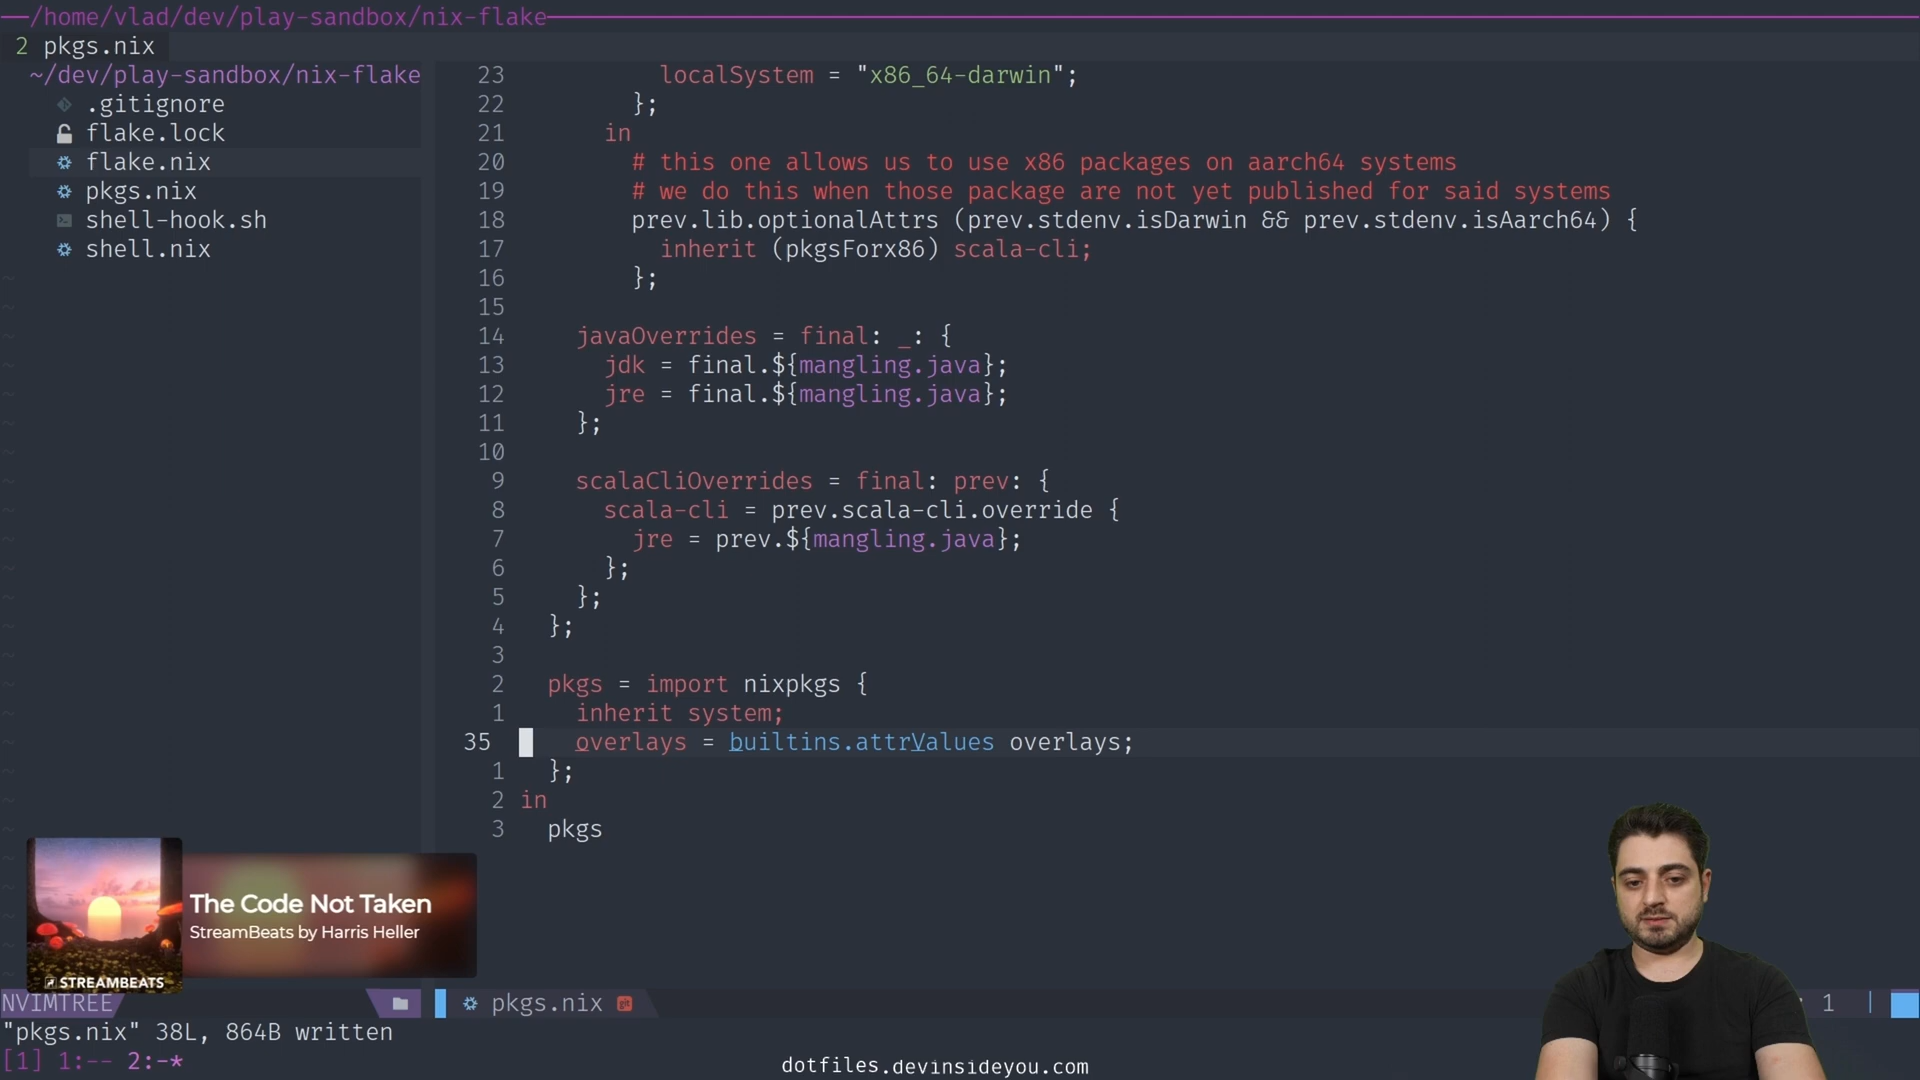 /home/vlad/dev/play-sandbox/nix-flake
2 pkgs.nix
~/dev/play-sandbox/nix-flake
.gitignore
flake.lock
flake.nix
pkgs.nix
shell-hook.sh
shell.nix
23 localSystem = "x86_64-darwin";
22 };
21 in
20 # this one allows us to use x86 packages on aarch64 systems
19 # we do this when those package are not yet published for said systems
18 prev.lib.optionalAttrs (prev.stdenv.isDarwin && prev.stdenv.isAarch64) {
17 inherit (pkgsForx86) scala-cli;
16 };
15
14 javaOverrides = final: _: {
13 jdk = final.${mangling.java};
12 jre = final.${mangling.java};
11 };
10
9 scalaCliOverrides = final: prev: {
8 scala-cli = prev.scala-cli.override {
7 jre = prev.${mangling.java};
6 };
5 };
4 };
3
2 pkgs = import nixpkgs {
1 inherit system;
35 overlays = builtins.attrValues overlays;
1 };
2 in
3 pkgs
The Code Not Taken
StreamBeats by Harris Heller
STREAMBEATS
NVIMTREE
pkgs.nix
1
"pkgs.nix" 38L, 864B written
[1] 1:-- 2:-*
dotfiles.devinsideyou.com